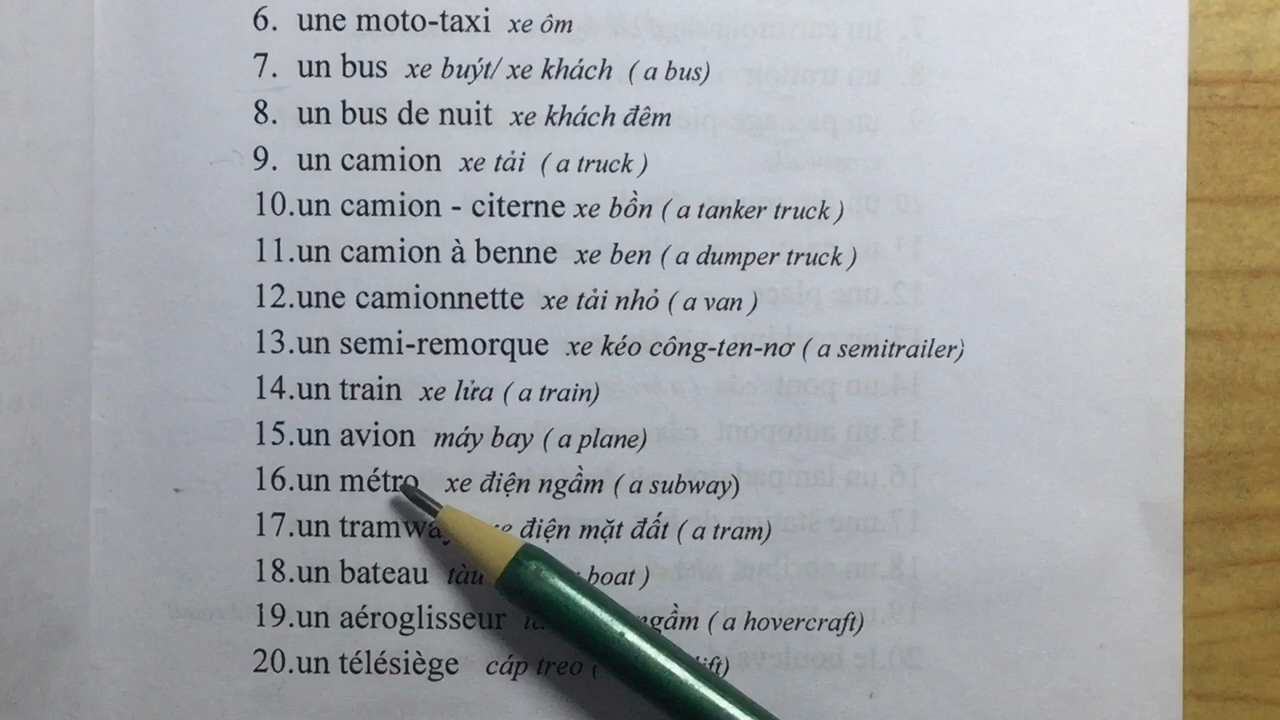 6. une moto-taxi xe ôm
7. un bus xe buýt/ xe khách ( a bus)
8. un bus de nuit xe khách đêm
9. un camion xe tải ( a truck )
10.un camion - citerne xe bồn ( a tanker truck )
11.un camion à benne xe ben ( a dumper truck )
12.une camionnette xe tải nhỏ ( a van )
13.un semi-remorque xe kéo công-ten-nơ ( a semitrailer)
14.un train xe lửa ( a train)
15.un avion máy bay ( a plane)
16.un métro xe điện ngầm ( a subway)
17.un tramway điện mặt đất ( a tram)
18.un bateau tàu boat )
19.un aéroglisseur ngầm ( a hovercraft)
20.un télésiège cáp treo (